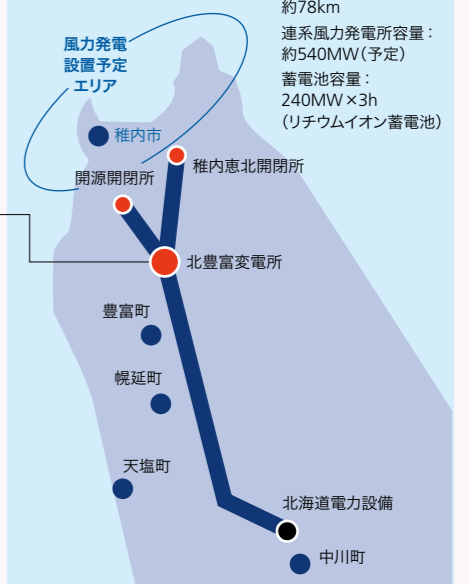 約78km
連系風力発電所容量：
約540MW（予定）
蓄電池容量：
240MW×3h
（リチウムイオン蓄電池）
風力発電
設置予定
エリア
稚内市
稚内恵北開閉所
開源開閉所
北豊富変電所
豊富町
幌延町
天塩町
北海道電力設備
中川町